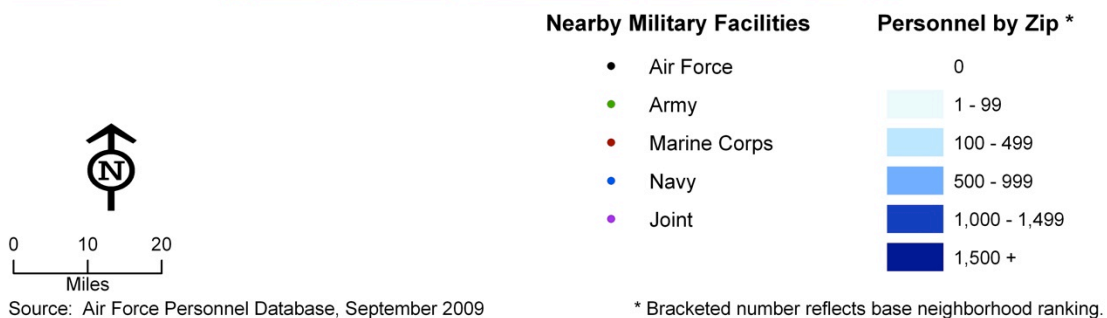 Nearby Military Facilities
Air Force
Army
Marine Corps
Navy
Joint
Personnel by Zip *
0
1 - 99
100 - 499
500 - 999
1,000 - 1,499
1,500 +
N
0 10 20
Miles
Source: Air Force Personnel Database, September 2009
* Bracketed number reflects base neighborhood ranking.